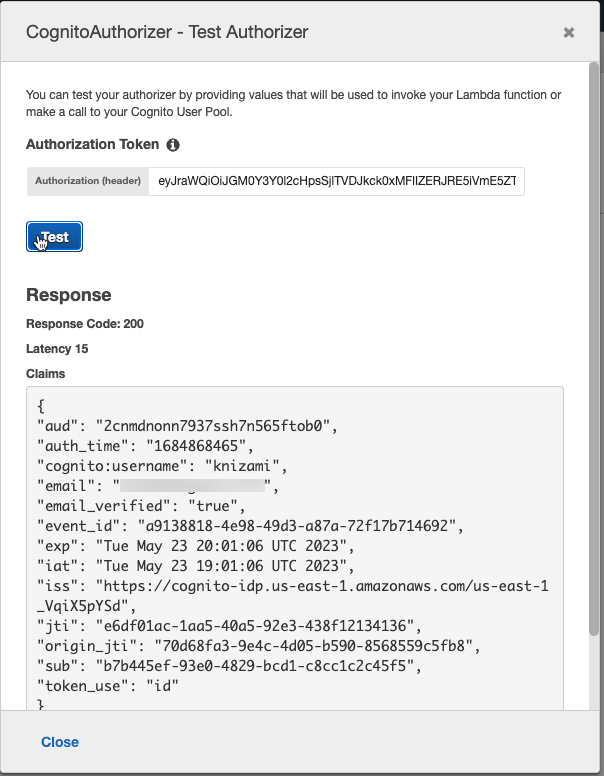 CognitoAuthorizer - Test Authorizer
You can test your authorizer by providing values that will be used to invoke your Lambda function or
make a call to your Cognito User Pool.
Authorization Token
Authorization (header) eyJraWQiOiJGM0Y3Y0l2cHpsSjlTVDJkck0xMFlIZERJRE5iVmE5ZT
Test
Response
Response Code: 200
Latency 15
Claims
{
"aud": "2cnmdnonn7937ssh7n565ftob0",
"auth_time": "1684868465",
"cognito:username": "knizami",
"email": "",
"email_verified": "true",
"event_id": "a9138818-4e98-49d3-a87a-72f17b714692",
"exp": "Tue May 23 20:01:06 UTC 2023",
"iat": "Tue May 23 19:01:06 UTC 2023",
"iss": "https://cognito-idp.us-east-1.amazonaws.com/us-east-1
_VqiX5pYSd",
"jti": "e6df01ac-1aa5-40a5-92e3-438f12134136",
"origin_jti": "70d68fa3-9e4c-4d05-b590-8568559c5fb8",
"sub": "b7b445ef-93e0-4829-bcd1-c8cc1c2c45f5",
"token_use": "id"
}
Close